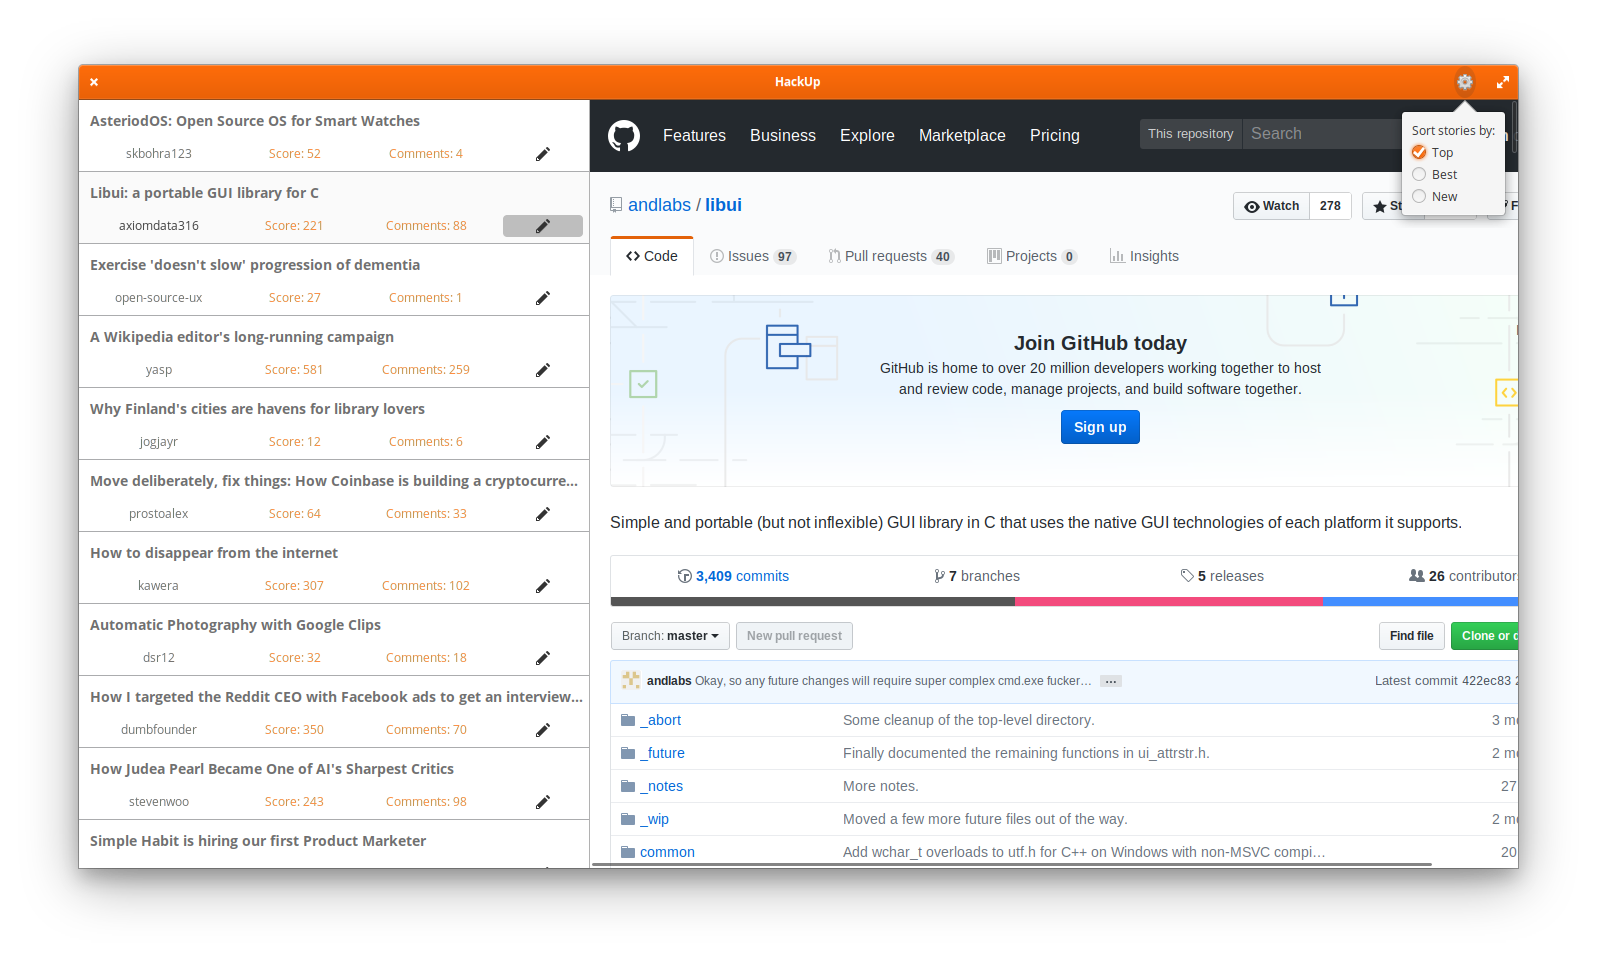 HackUp
AsteriodOS: Open Source OS for Smart Watches
skbohra123 Score: 52 Comments: 4
Libui: a portable GUI library for C
axiomdata316 Score: 221 Comments: 88
Exercise 'doesn't slow' progression of dementia
open-source-ux Score: 27 Comments: 1
A Wikipedia editor's long-running campaign
yasp Score: 581 Comments: 259
Why Finland's cities are havens for library lovers
jogjayr Score: 12 Comments: 6
Move deliberately, fix things: How Coinbase is building a cryptocurre...
prostoalex Score: 64 Comments: 33
How to disappear from the internet
kawera Score: 307 Comments: 102
Automatic Photography with Google Clips
dsr12 Score: 32 Comments: 18
How I targeted the Reddit CEO with Facebook ads to get an interview...
dumbfounder Score: 350 Comments: 70
How Judea Pearl Became One of AI's Sharpest Critics
stevenwoo Score: 243 Comments: 98
Simple Habit is hiring our first Product Marketer
Features Business Explore Marketplace Pricing This repository Search
Sort stories by:
Top
Best
New
andlabs / libui
Watch 278 St F
Code Issues 97 Pull requests 40 Projects 0 Insights
Join GitHub today
GitHub is home to over 20 million developers working together to host
and review code, manage projects, and build software together.
Sign up
Simple and portable (but not inflexible) GUI library in C that uses the native GUI technologies of each platform it supports.
3,409 commits 7 branches 5 releases 26 contributor
Branch: master New pull request Find file Clone or d
andlabs Okay, so any future changes will require super complex cmd.exe fucker… … Latest commit 422ec83 2
_abort Some cleanup of the top-level directory. 3 mo
_future Finally documented the remaining functions in ui_attrstr.h. 2 mo
_notes More notes. 27
_wip Moved a few more future files out of the way. 2 mo
common Add wchar_t overloads to utf.h for C++ on Windows with non-MSVC compi… 20